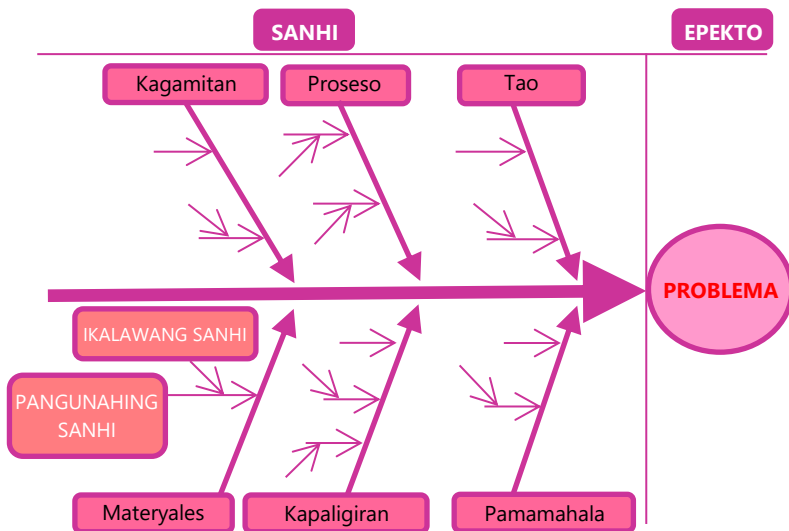 SANHI
EPEKTO
Kagamitan
Proseso
Tao
PROBLEMA
IKALAWANG SANHI
PANGUNAHING
SANHI
Materyales
Kapaligiran
Pamamahala